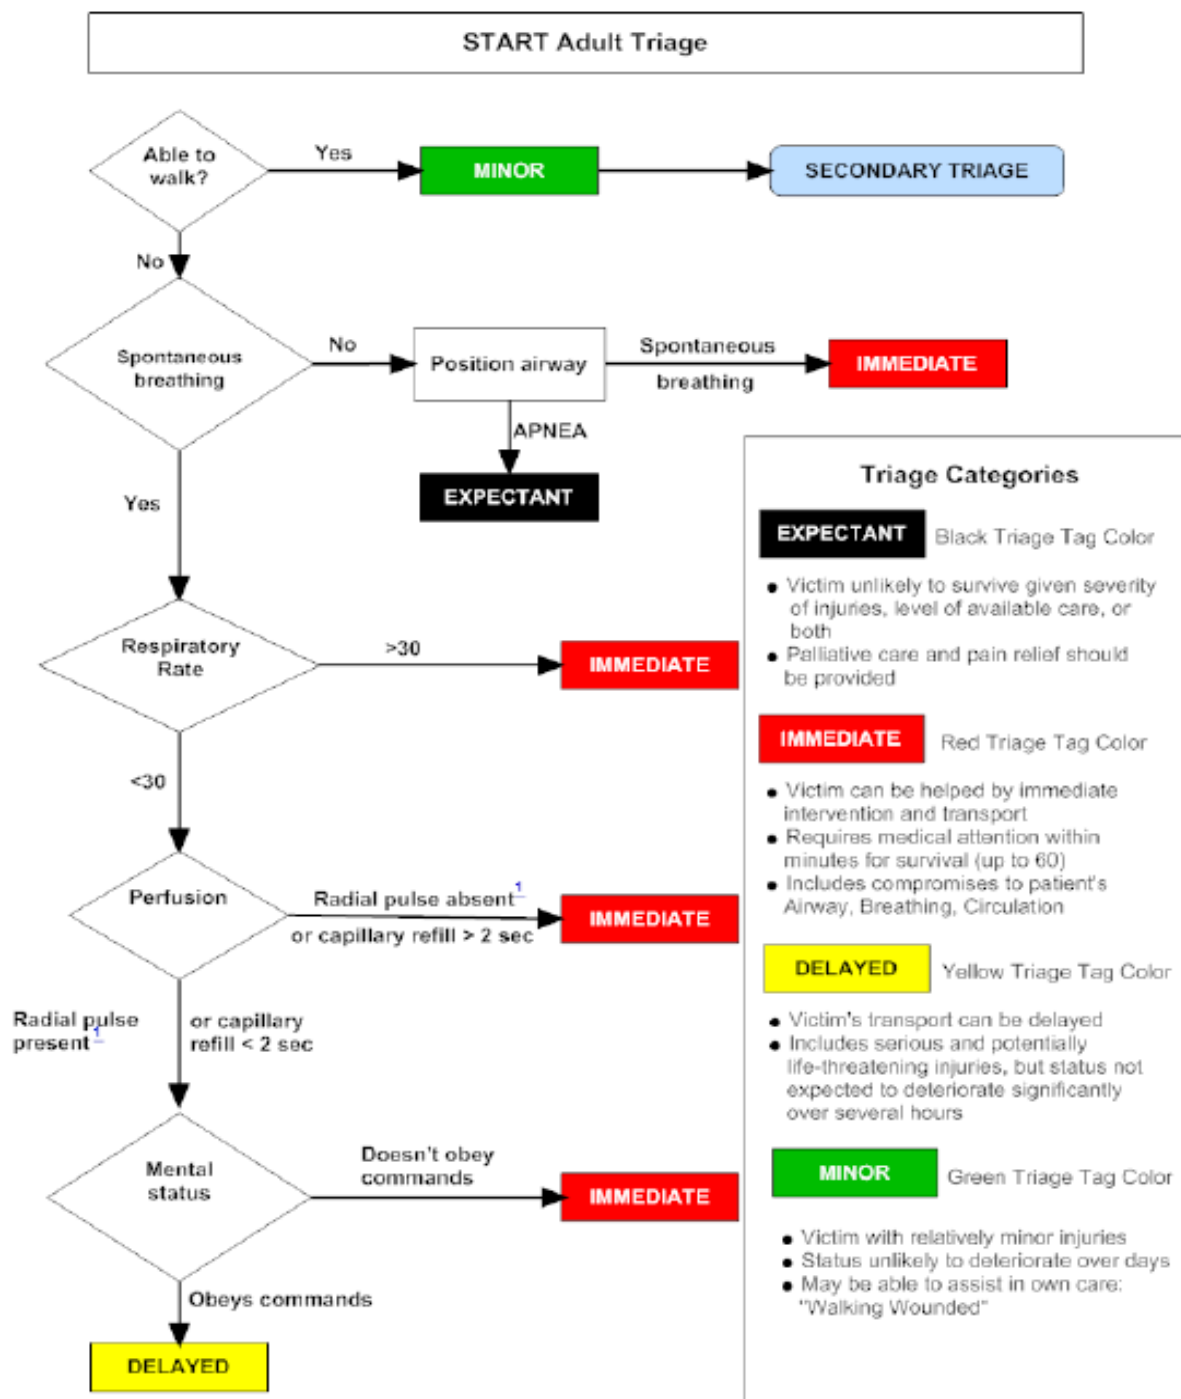 START Adult Triage
Able to
walk?
Yes
MINOR
SECONDARY TRIAGE
No
Spontaneous
breathing
No
Position airway
Spontaneous
breathing
IMMEDIATE
APNEA
EXPECTANT
Yes
Respiratory
Rate
>30
IMMEDIATE
<30
Perfusion
Radial pulse absent1
or capillary refill > 2 sec
IMMEDIATE
Radial pulse
present1
or capillary
refill < 2 sec
Mental
status
Doesn't obey
commands
IMMEDIATE
Obeys commands
DELAYED
Triage Categories
EXPECTANT Black Triage Tag Color
● Victim unlikely to survive given severity
of injuries, level of available care, or
both
● Palliative care and pain relief should
be provided
IMMEDIATE Red Triage Tag Color
● Victim can be helped by immediate
intervention and transport
● Requires medical attention within
minutes for survival (up to 60)
● Includes compromises to patient's
Airway, Breathing, Circulation
DELAYED Yellow Triage Tag Color
● Victim's transport can be delayed
● Includes serious and potentially
life-threatening injuries, but status not
expected to deteriorate significantly
over several hours
MINOR Green Triage Tag Color
● Victim with relatively minor injuries
● Status unlikely to deteriorate over days
● May be able to assist in own care:
"Walking Wounded"